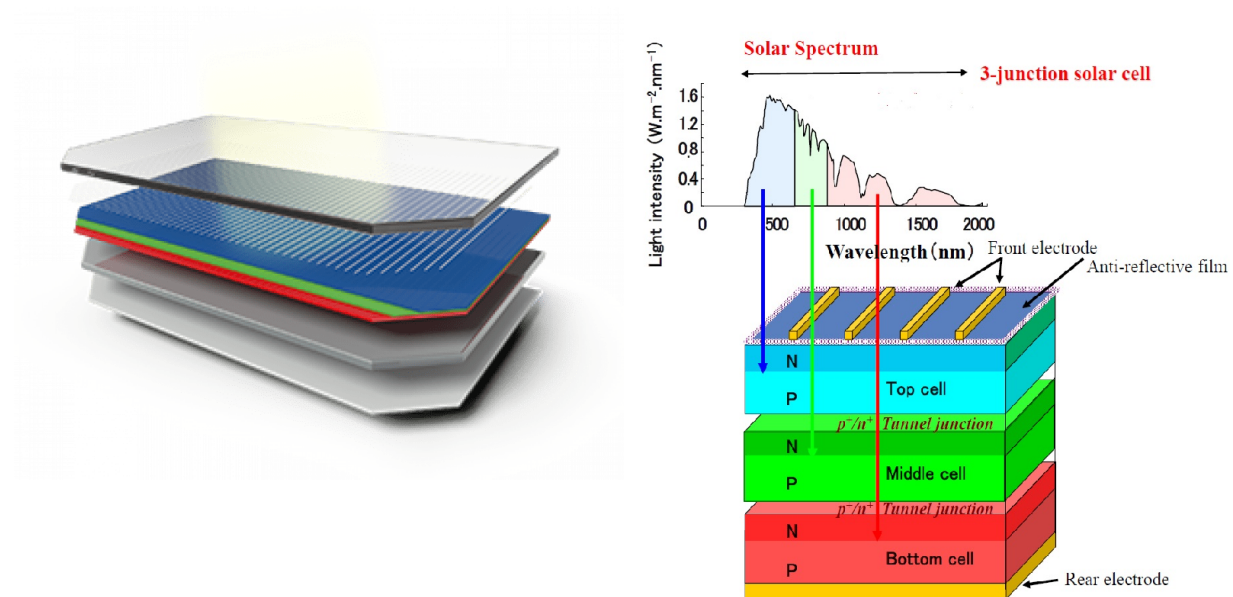 Solar Spectrum
3-junction solar cell
Light intensity (W.m⁻².nm⁻¹)
1.6
1.2
0.8
0.4
0
0
500
1000
1500
2000
Wavelength(nm)
Front electrode
Anti-reflective film
N
P
Top cell
p⁺/n⁺ Tunnel junction
N
P
Middle cell
p⁺/n⁺ Tunnel junction
N
P
Bottom cell
Rear electrode